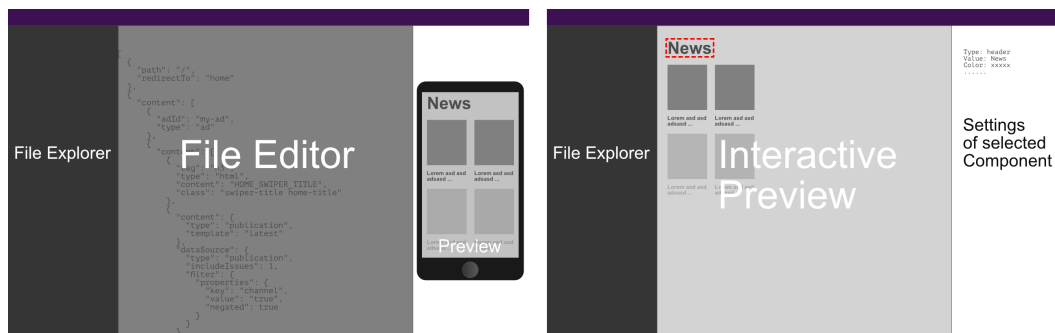 File Explorer
{
"path": "/",
"redirectTo": "home"
},
{
"content": [
{
"adId": "my-ad",
"type": "ad"
},
{
File Editor
"type": "html",
"content": "HOME_SWIPER_TITLE",
"class": "swiper-title home-title"
},
{
"content": {
"type": "publication",
"template": "latest"
},
"dataSource": {
"type": "publication",
"includeIssues": 1,
"filter": {
"properties": {
"key": "channel",
"value": "true",
"negated": true
}
}
}
News
Lorem asd asd
adsasd ...
Lorem asd asd
adsasd ...
Preview
File Explorer
News
Lorem asd asd
adsasd ...
Lorem asd asd
adsasd ...
Lorem asd asd
adsasd ...
Interactive
Preview
Type: header
Value: News
Color: xxxxx
......
Settings
of selected
Component